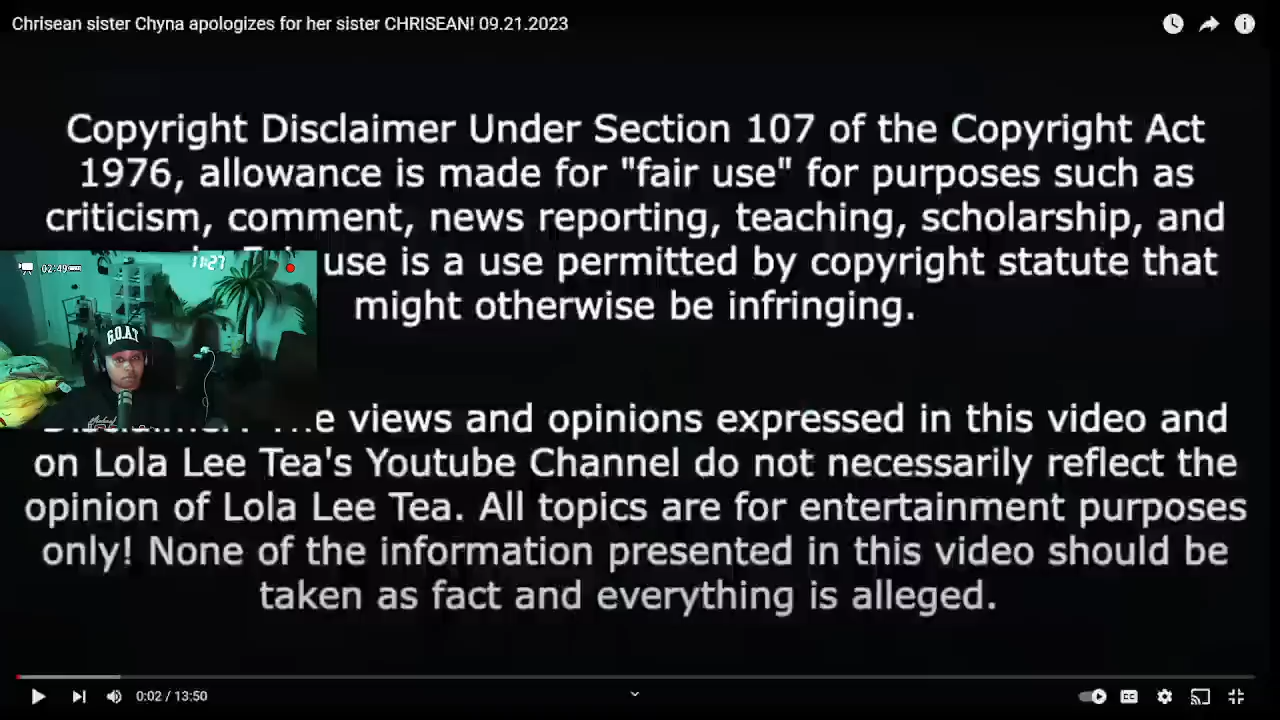 Chrisean sister Chyna apologizes for her sister CHRISEAN! 09.21.2023
Copyright Disclaimer Under Section 107 of the Copyright Act
1976, allowance is made for "fair use" for purposes such as
criticism, comment, news reporting, teaching, scholarship, and
use is a use permitted by copyright statute that
might otherwise be infringing.
02:49
11:27
G.O.A.T
views and opinions expressed in this video and
on Lola Lee Tea's Youtube Channel do not necessarily reflect the
opinion of Lola Lee Tea. All topics are for entertainment purposes
only! None of the information presented in this video should be
taken as fact and everything is alleged.
0:02 / 13:50
CC